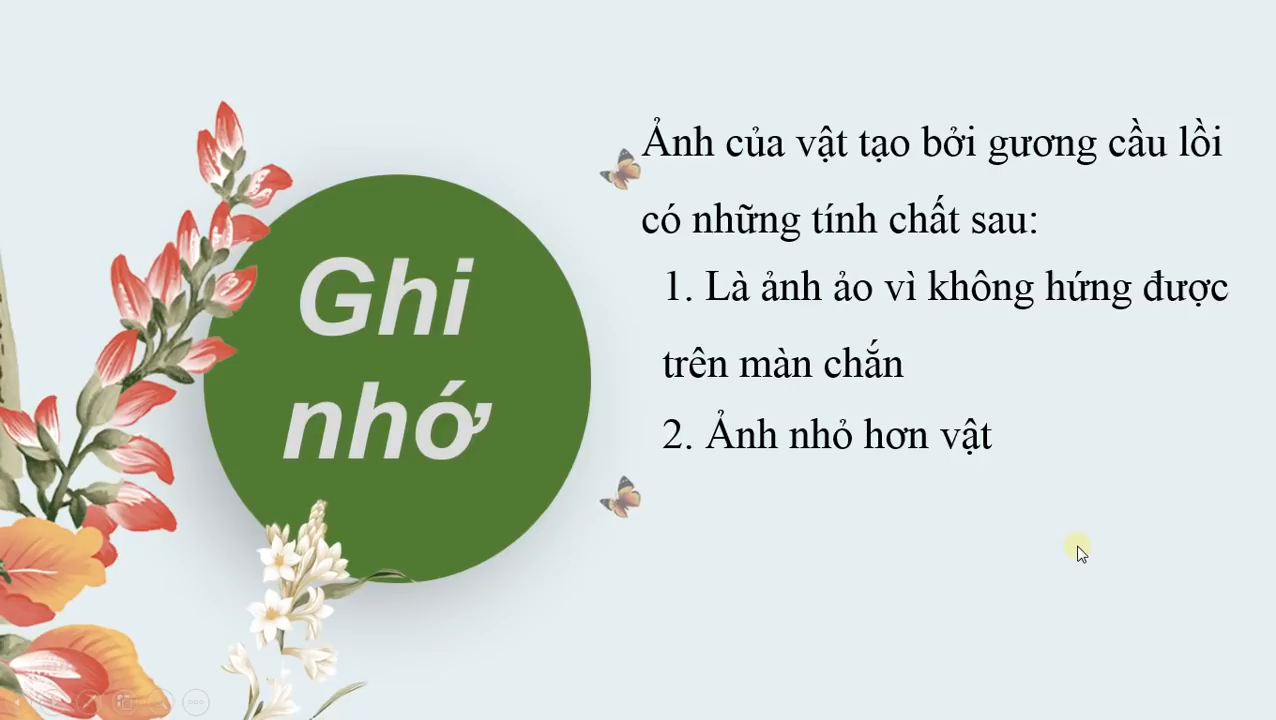 Ghi
nhớ
Ảnh của vật tạo bởi gương cầu lồi
có những tính chất sau:
1. Là ảnh ảo vì không hứng được
trên màn chắn
2. Ảnh nhỏ hơn vật